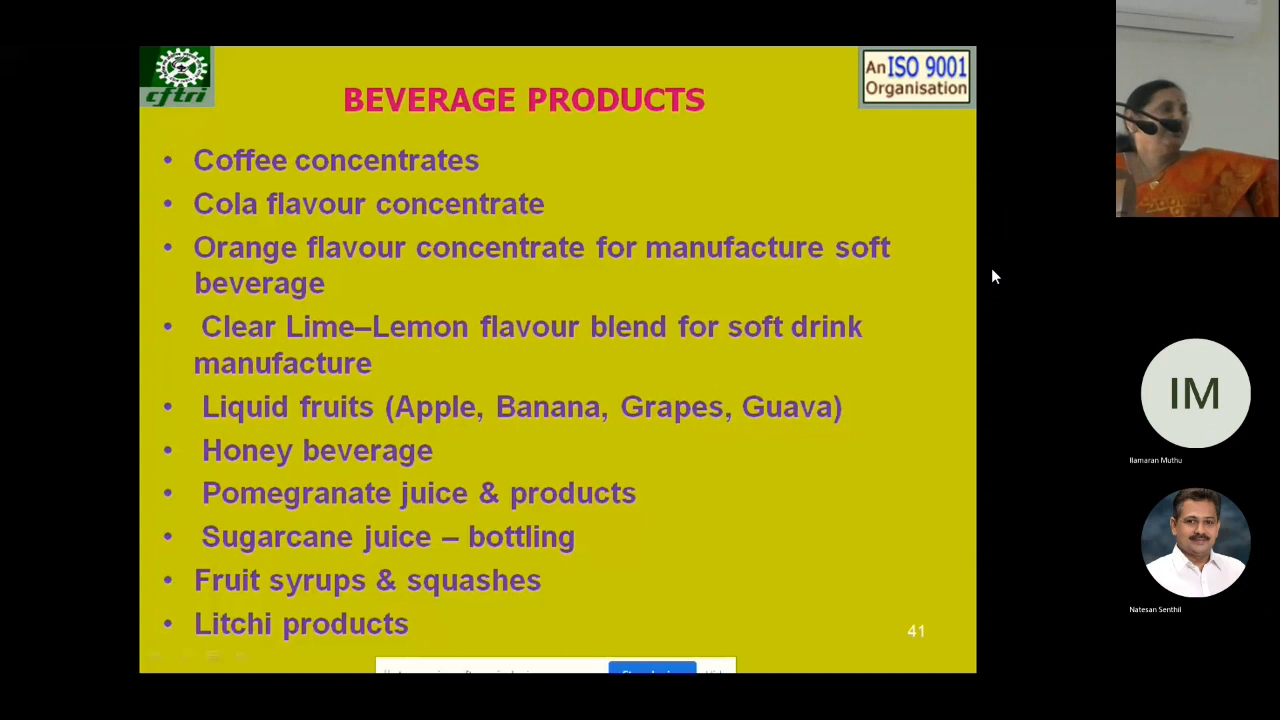 cftri
BEVERAGE PRODUCTS
An ISO 9001
Organisation
• Coffee concentrates
• Cola flavour concentrate
• Orange flavour concentrate for manufacture soft
beverage
• Clear Lime–Lemon flavour blend for soft drink
manufacture
• Liquid fruits (Apple, Banana, Grapes, Guava)
• Honey beverage
• Pomegranate juice & products
• Sugarcane juice – bottling
• Fruit syrups & squashes
• Litchi products
41
IM
Ilamaran Muthu
Natesan Senthil